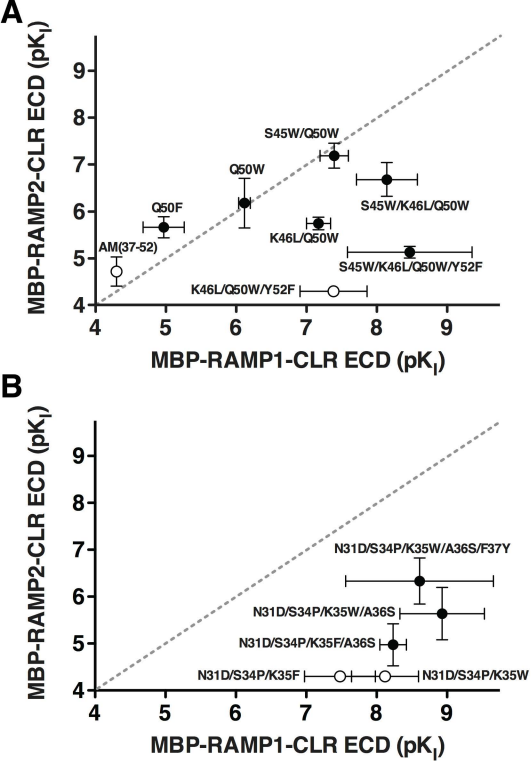 A
MBP-RAMP2-CLR ECD (pKI)
9
8
7
6
5
4
S45W/Q50W
Q50W
S45W/K46L/Q50W
Q50F
K46L/Q50W
AM(37-52)
S45W/K46L/Q50W/Y52F
K46L/Q50W/Y52F
4 5 6 7 8 9
MBP-RAMP1-CLR ECD (pKI)
B
MBP-RAMP2-CLR ECD (pKI)
9
8
7
6
5
4
N31D/S34P/K35W/A36S/F37Y
N31D/S34P/K35W/A36S
N31D/S34P/K35F/A36S
N31D/S34P/K35F N31D/S34P/K35W
4 5 6 7 8 9
MBP-RAMP1-CLR ECD (pKI)